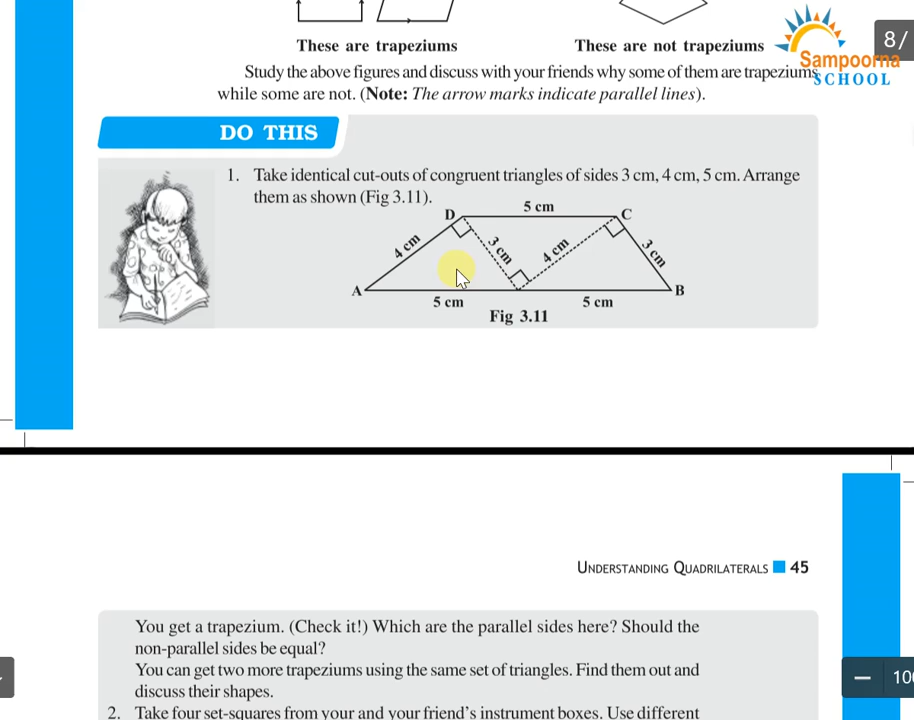 These are trapeziums
These are not trapeziums
8/
Sampoorna
SCHOOL
Study the above figures and discuss with your friends why some of them are trapeziums
while some are not. (Note: The arrow marks indicate parallel lines).
DO THIS
1. Take identical cut-outs of congruent triangles of sides 3 cm, 4 cm, 5 cm. Arrange
them as shown (Fig 3.11).
D
5 cm
C
4 cm
3 cm
4 cm
3 cm
A
B
5 cm
5 cm
Fig 3.11
UNDERSTANDING QUADRILATERALS 45
You get a trapezium. (Check it!) Which are the parallel sides here? Should the
non-parallel sides be equal?
You can get two more trapeziums using the same set of triangles. Find them out and
discuss their shapes.
2. Take four set-squares from your and your friend's instrument boxes. Use different